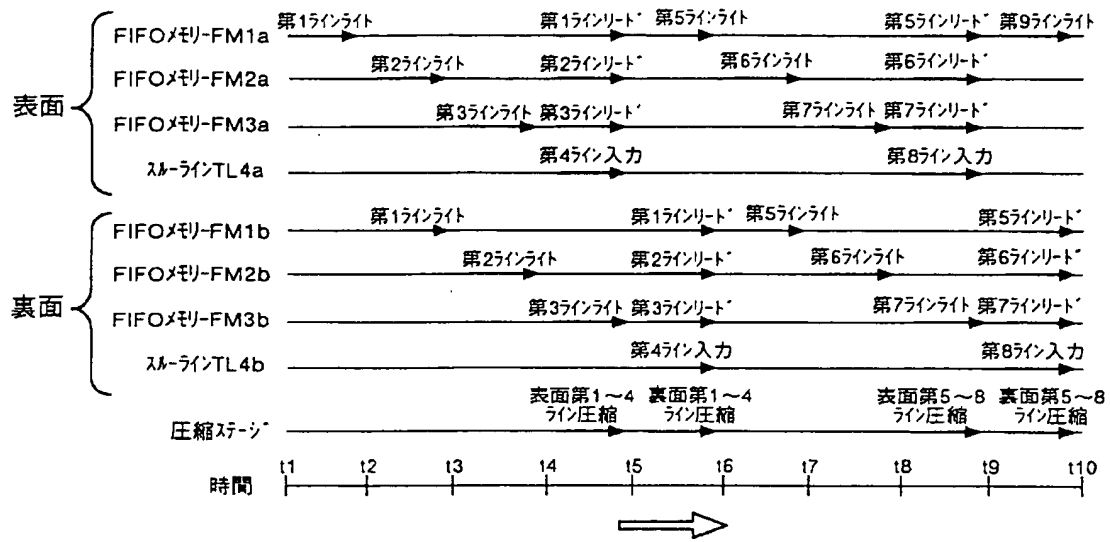 表面
FIFOメモリーFM1a 第1ラインライト 第1ラインリード 第5ラインライト 第5ラインリード 第9ラインライト
FIFOメモリーFM2a 第2ラインライト 第2ラインリード 第6ラインライト 第6ラインリード
FIFOメモリーFM3a 第3ラインライト 第3ラインリード 第7ラインライト 第7ラインリード
スルーラインTL4a 第4ライン入力 第8ライン入力
裏面
FIFOメモリーFM1b 第1ラインライト 第1ラインリード 第5ラインライト 第5ラインリード
FIFOメモリーFM2b 第2ラインライト 第2ラインリード 第6ラインライト 第6ラインリード
FIFOメモリーFM3b 第3ラインライト 第3ラインリード 第7ラインライト 第7ラインリード
スルーラインTL4b 第4ライン入力 第8ライン入力
圧縮ステージ 表面第1～4ライン圧縮 裏面第1～4ライン圧縮 表面第5～8ライン圧縮 裏面第5～8ライン圧縮
時間 t1 t2 t3 t4 t5 t6 t7 t8 t9 t10